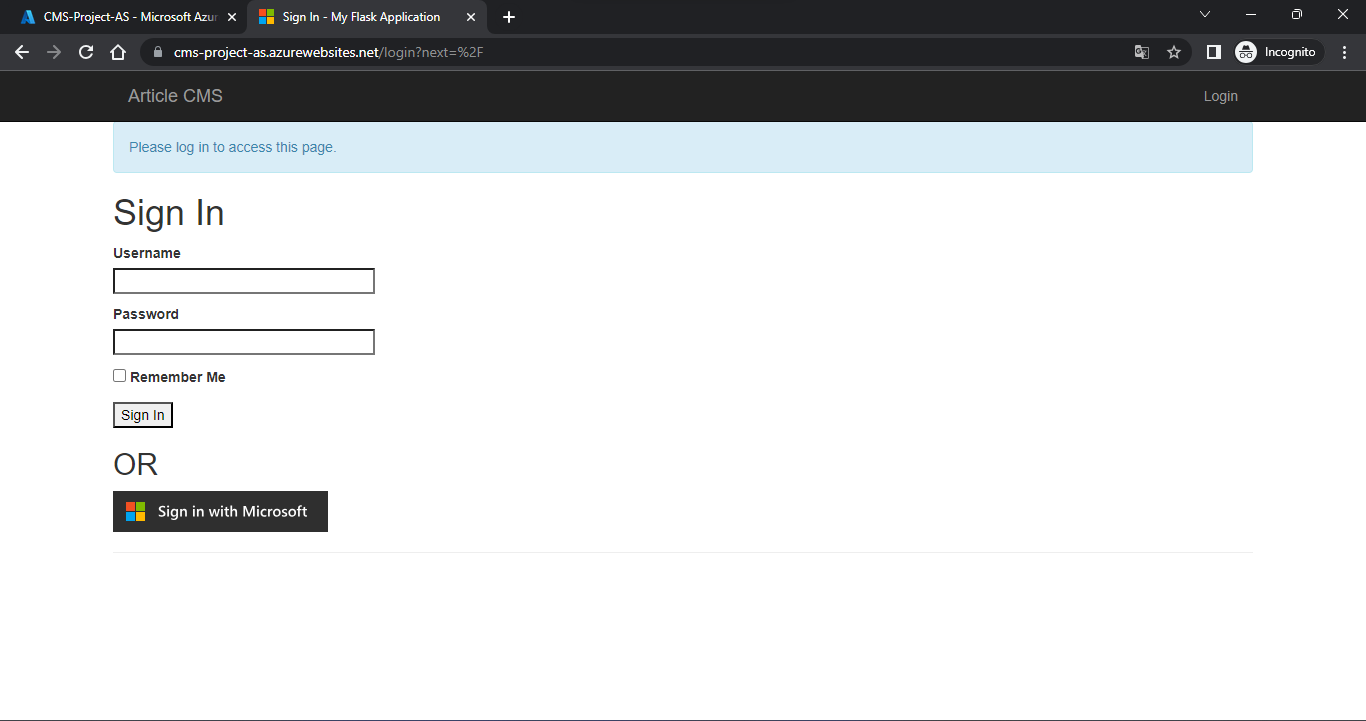 CMS-Project-AS - Microsoft Azur
Sign In - My Flask Application
cms-project-as.azurewebsites.net/login?next=%2F
Incognito
Article CMS
Login
Please log in to access this page.
Sign In
Username
Password
Remember Me
Sign In
OR
Sign in with Microsoft